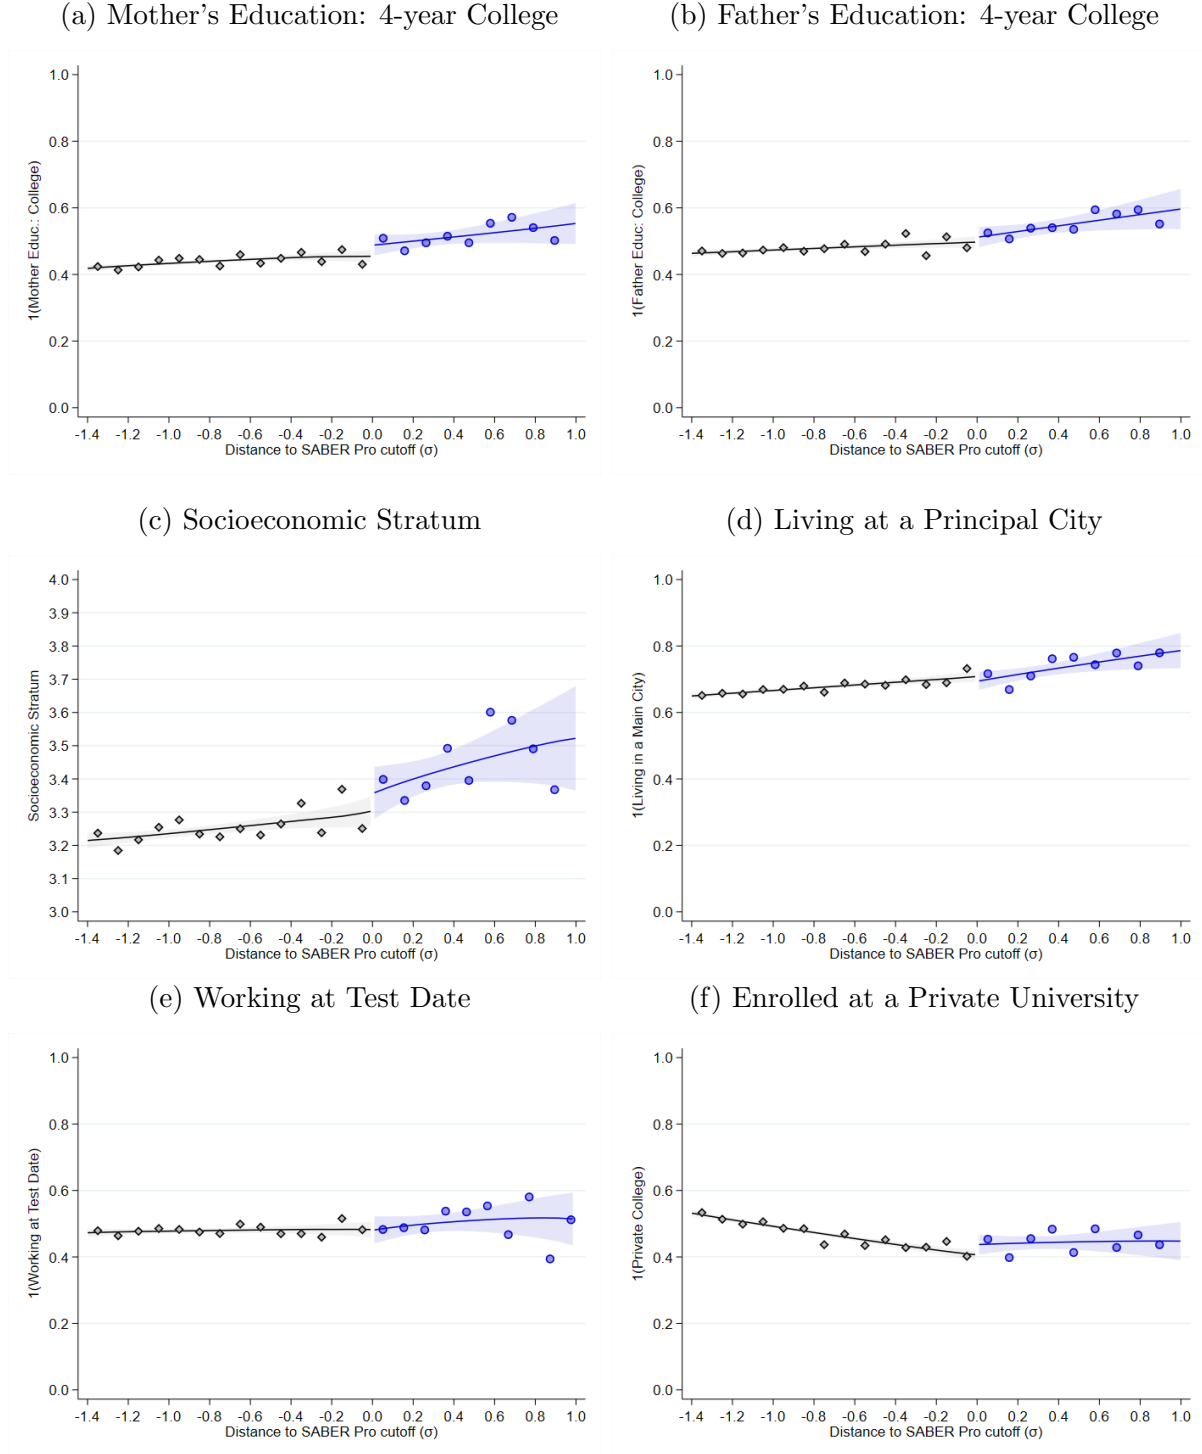 (a) Mother's Education: 4-year College
1.0
0.8
0.6
0.4
0.2
0.0
1(Mother Educ.: College)
-1.4 -1.2 -1.0 -0.8 -0.6 -0.4 -0.2 0.0 0.2 0.4 0.6 0.8 1.0
Distance to SABER Pro cutoff (σ)
(b) Father's Education: 4-year College
1.0
0.8
0.6
0.4
0.2
0.0
1(Father Educ: College)
-1.4 -1.2 -1.0 -0.8 -0.6 -0.4 -0.2 0.0 0.2 0.4 0.6 0.8 1.0
Distance to SABER Pro cutoff (σ)
(c) Socioeconomic Stratum
4.0
3.9
3.8
3.7
3.6
3.5
3.4
3.3
3.2
3.1
3.0
Socioeconomic Stratum
-1.4 -1.2 -1.0 -0.8 -0.6 -0.4 -0.2 0.0 0.2 0.4 0.6 0.8 1.0
Distance to SABER Pro cutoff (σ)
(d) Living at a Principal City
1.0
0.8
0.6
0.4
0.2
0.0
1(Living in a Main City)
-1.4 -1.2 -1.0 -0.8 -0.6 -0.4 -0.2 0.0 0.2 0.4 0.6 0.8 1.0
Distance to SABER Pro cutoff (σ)
(e) Working at Test Date
1.0
0.8
0.6
0.4
0.2
0.0
1(Working at Test Date)
-1.4 -1.2 -1.0 -0.8 -0.6 -0.4 -0.2 0.0 0.2 0.4 0.6 0.8 1.0
Distance to SABER Pro cutoff (σ)
(f) Enrolled at a Private University
1.0
0.8
0.6
0.4
0.2
0.0
1(Private College)
-1.4 -1.2 -1.0 -0.8 -0.6 -0.4 -0.2 0.0 0.2 0.4 0.6 0.8 1.0
Distance to SABER Pro cutoff (σ)